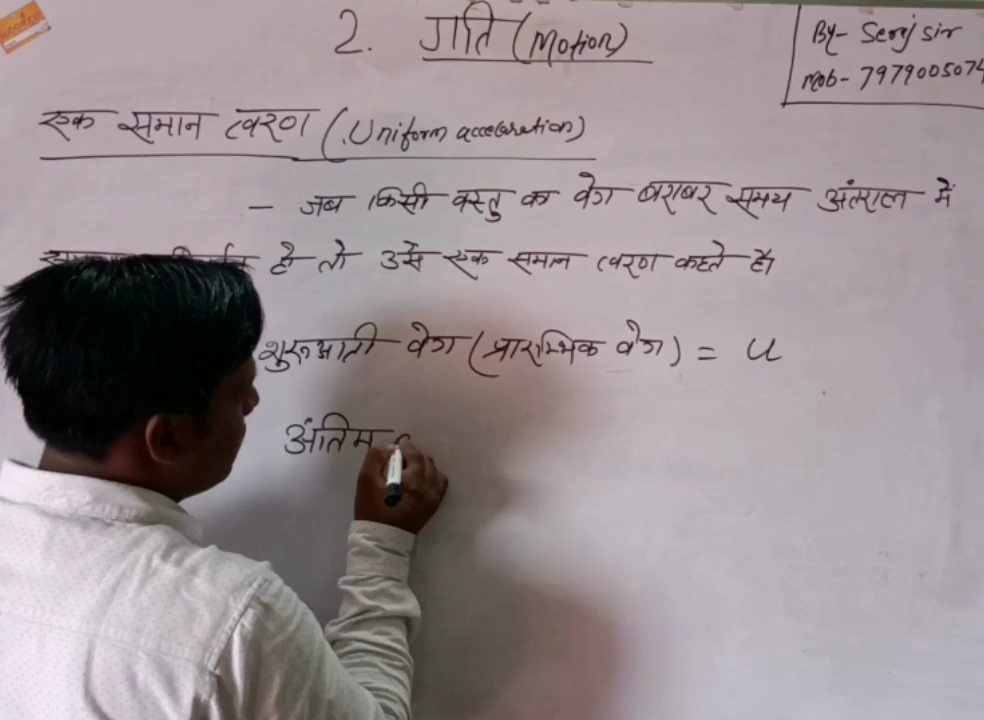 2. गति (Motion)
By- Seraj sir
Mob- 7979005074
एक समान त्वरण (Uniform acceleration)
- जब किसी वस्तु का वेग बराबर समय अंतराल में
हो तो उसे एक समान त्वरण कहते है।
शुरुआती वेग (प्रारम्भिक वेग) = u
अंतिम